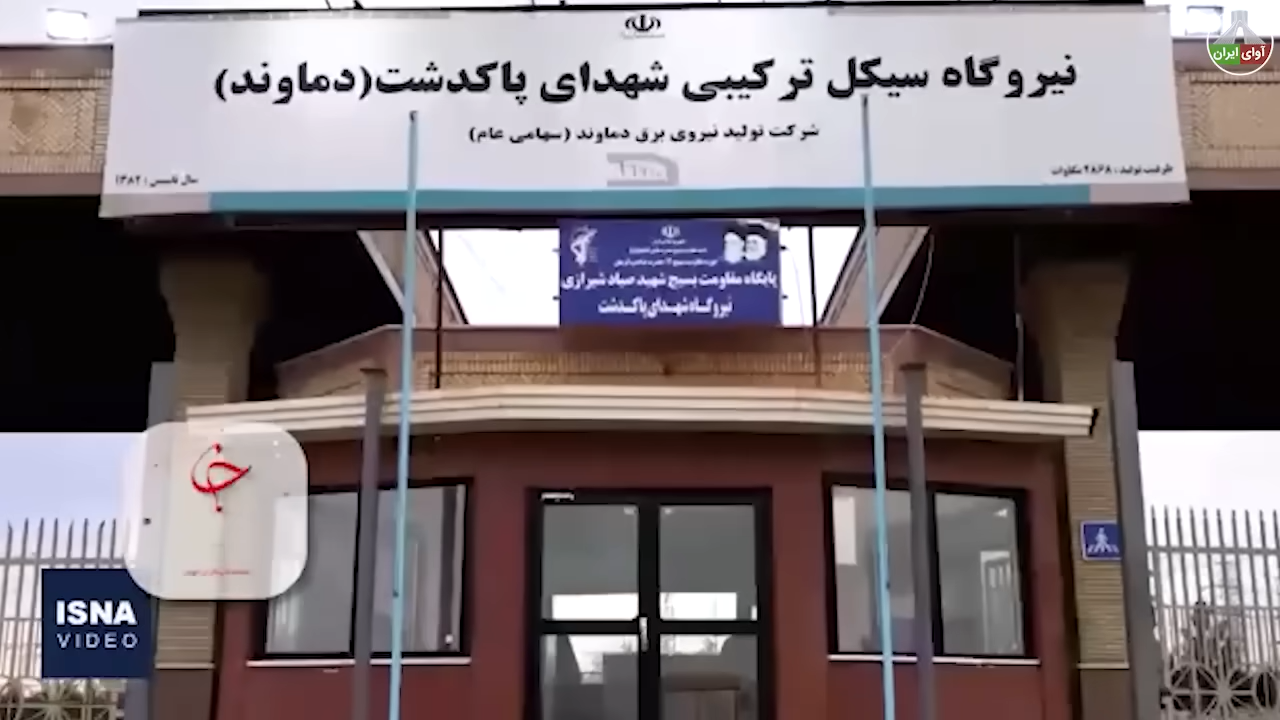 نیروگاه سیکل ترکیبی شهدای پاکدشت(دماوند)
شرکت تولید نیروی برق دماوند (سهامی عام)
ظرفیت تولید : ۲۸۶۸ مگاوات
سال تاسیس : ۱۳۸۲
پایگاه مقاومت بسیج شهید صیاد شیرازی
نیروگاه شهدای پاکدشت
آوای ایران
ISNA
VIDEO